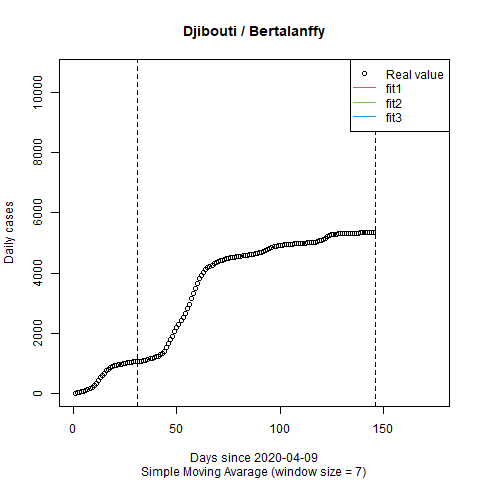 Djibouti / Bertalanffy
Real value
fit1
fit2
fit3
Daily cases
10000
8000
6000
4000
2000
0
0 50 100 150
Days since 2020-04-09
Simple Moving Avarage (window size = 7)